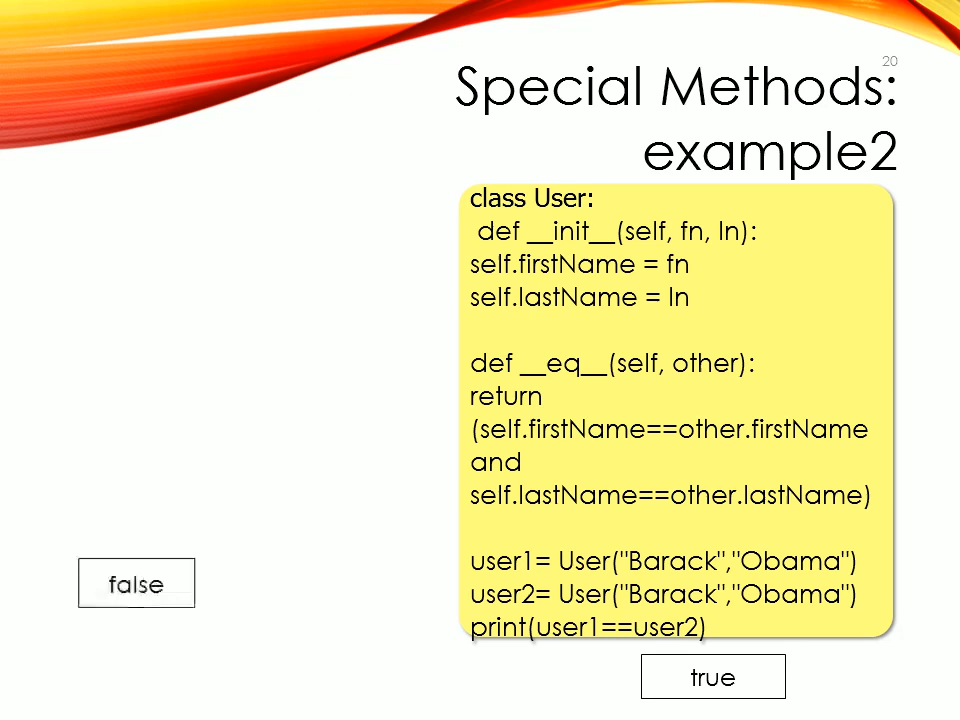 20
Special Methods:
example2
class User:
def __init__(self, fn, ln):
self.firstName = fn
self.lastName = ln
def __eq__(self, other):
return
(self.firstName==other.firstName
and
self.lastName==other.lastName)
user1= User("Barack","Obama")
user2= User("Barack","Obama")
print(user1==user2)
false
true